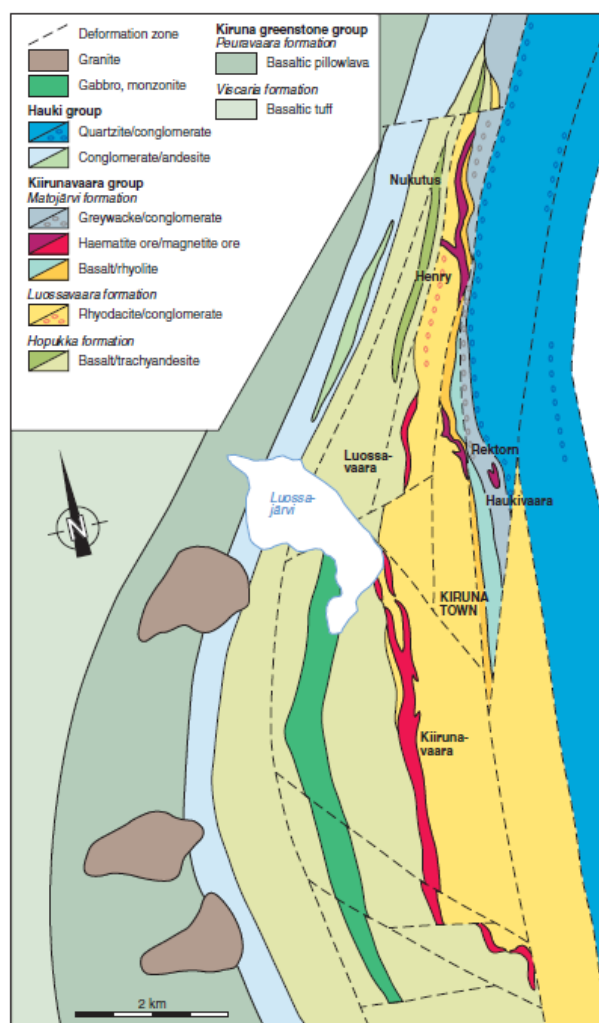 Deformation zone
Granite
Gabbro, monzonite
Hauki group
Quartzite/conglomerate
Conglomerate/andesite
Kiirunavaara group
Matojärvi formation
Greywacke/conglomerate
Haematite ore/magnetite ore
Basalt/rhyolite
Luossavaara formation
Rhyodacite/conglomerate
Hopukka formation
Basalt/trachyandesite
Kiruna greenstone group
Peuravaara formation
Basaltic pillowlava
Viscaria formation
Basaltic tuff
Nukutus
Henry
Luossa-
vaara
Rektorn
Haukivaara
Luossa-
järvi
N
KIRUNA
TOWN
Kiiruna-
vaara
2 km